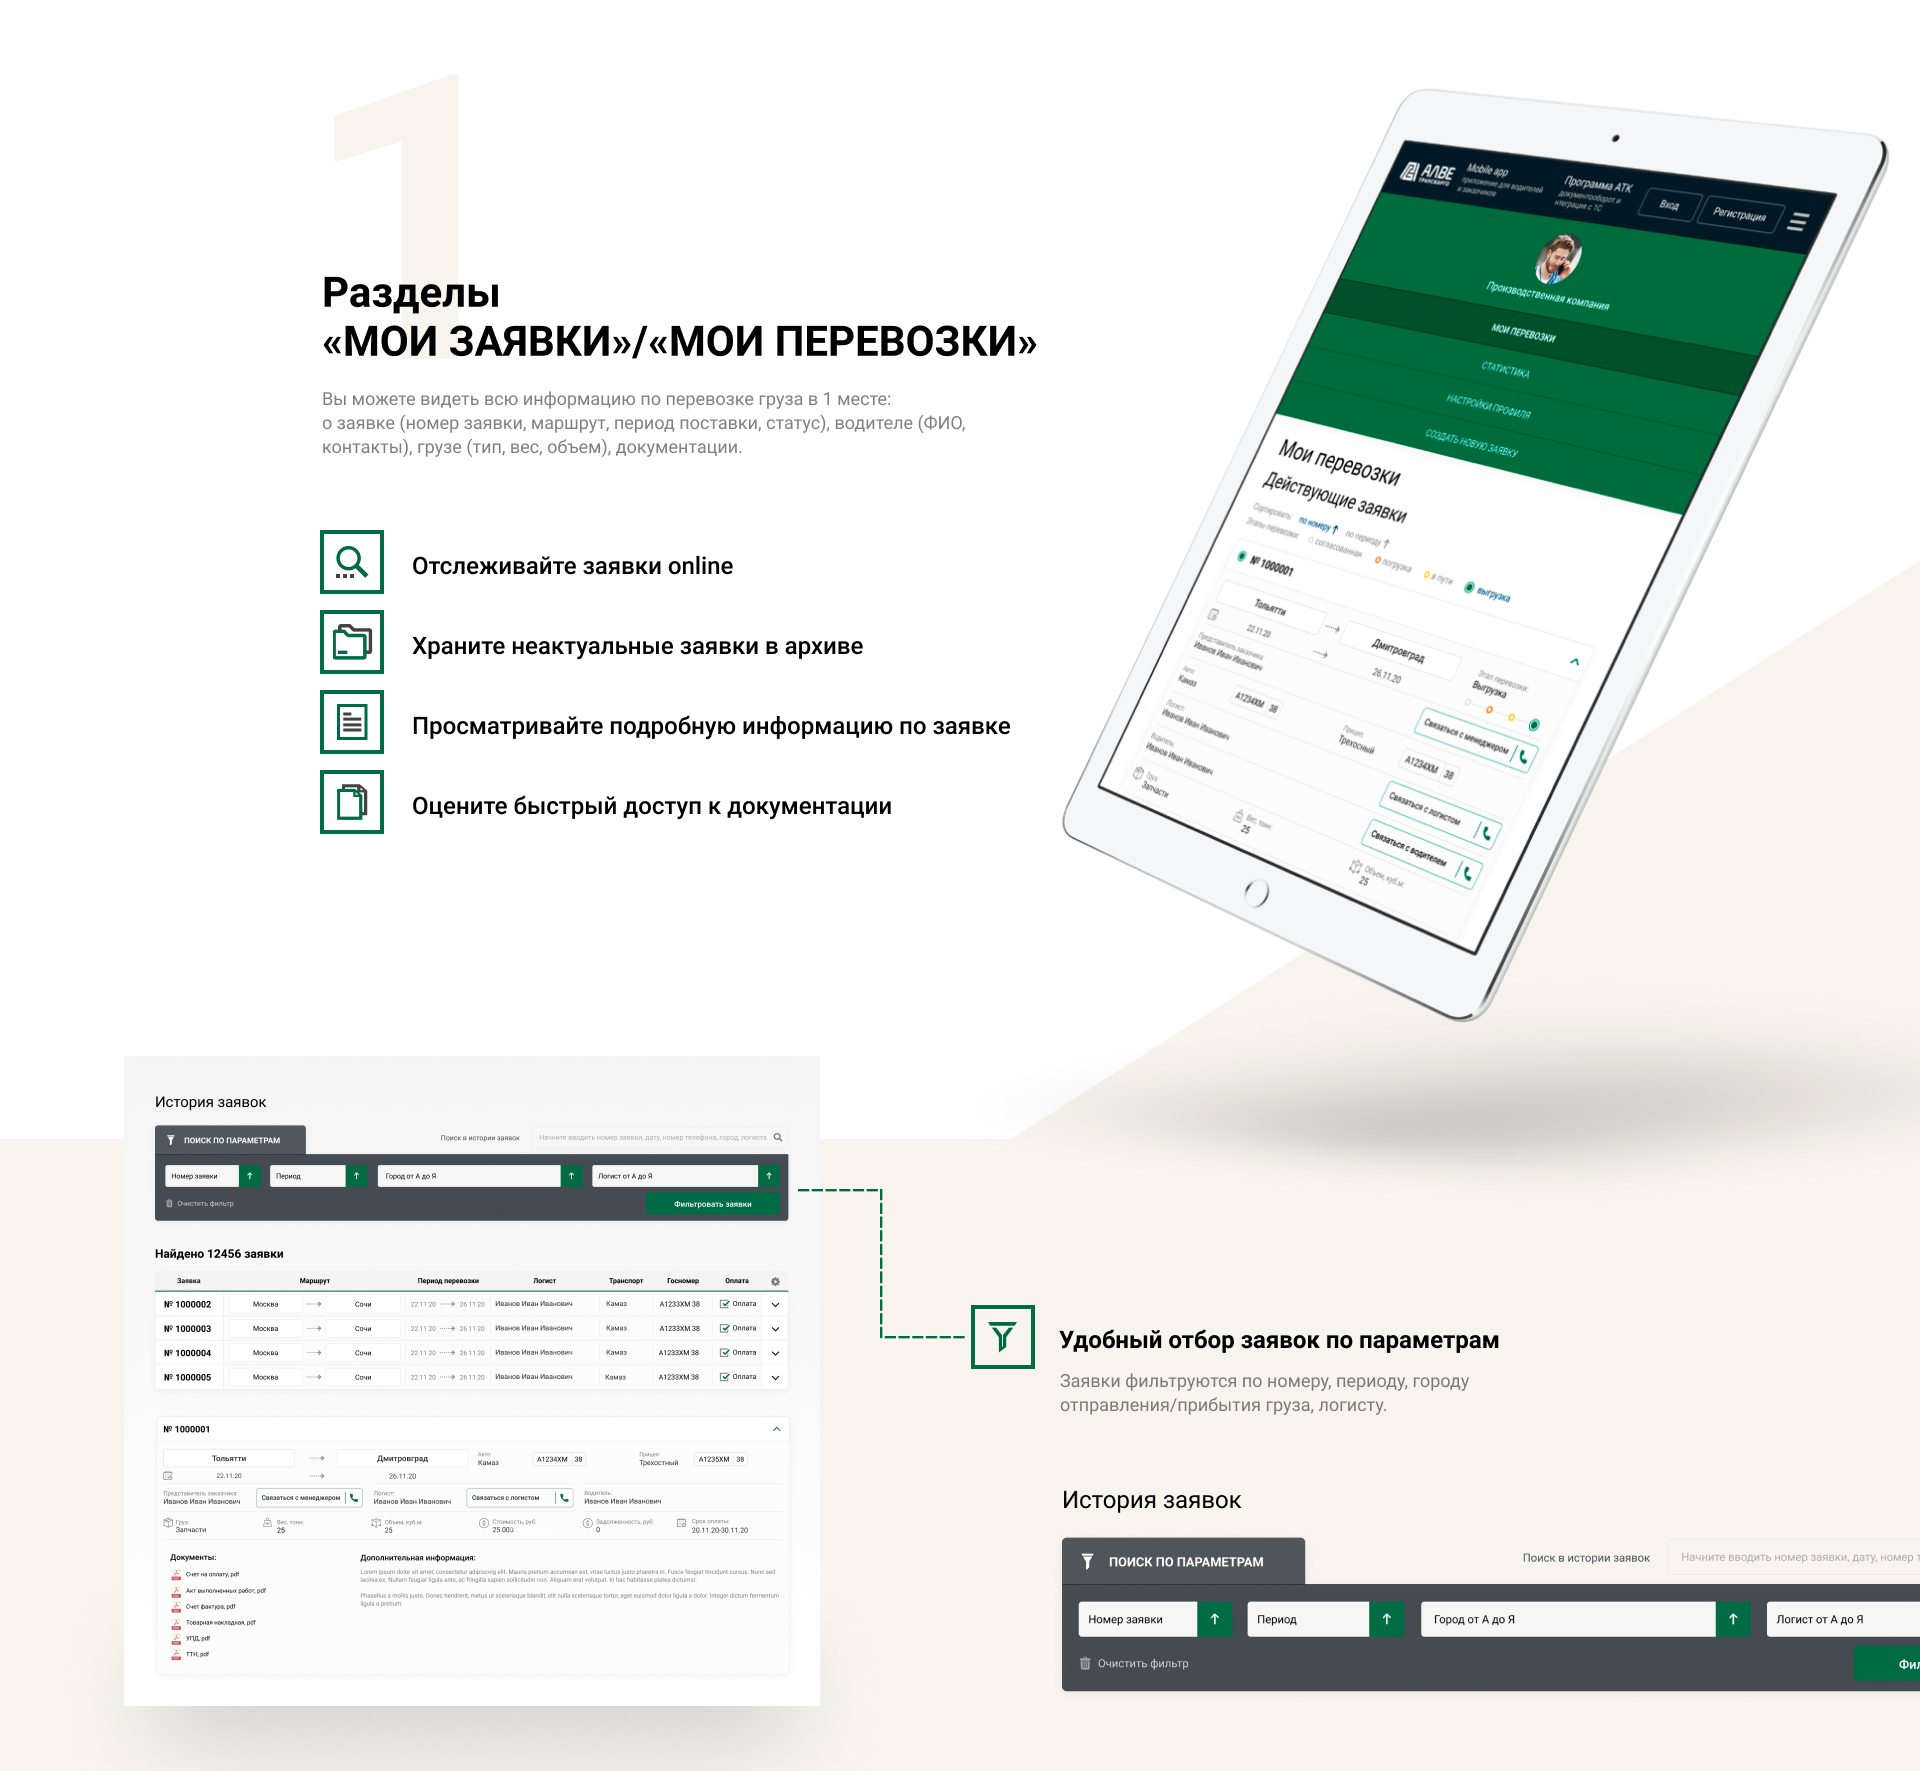 1
Разделы
«МОИ ЗАЯВКИ»/«МОИ ПЕРЕВОЗКИ»
Вы можете видеть всю информацию по перевозке груза в 1 месте:
о заявке (номер заявки, маршрут, период поставки, статус), водителе (ФИО,
контакты), грузе (тип, вес, объем), документации.
Отслеживайте заявки online
Храните неактуальные заявки в архиве
Просматривайте подробную информацию по заявке
Оцените быстрый доступ к документации
АЛВЕ
ТРАНСКАРГО
Mobile app
приложение для водителей
и заказчиков
Программа АТК
документооборот и
нтеграция с 1С
Вход
Регистрация
Производственная компания
МОИ ПЕРЕВОЗКИ
СТАТИСТИКА
НАСТРОЙКИ ПРОФИЛЯ
СОЗДАТЬ НОВУЮ ЗАЯВКУ
Мои перевозки
Действующие заявки
Сортировать: по номеру по периоду
Этапы перевозки: согласованная погрузка в пути выгрузка
№ 1000001
Тольятти Дмитровград
22.11.20 26.11.20
Этап перевозки:
Выгрузка
Представитель заказчика:
Иванов Иван Иванович
Связаться с менеджером
Авто:
Камаз
А1234ХМ 38
Прицеп:
Трехосный
А1234ХМ 38
Логист:
Иванов Иван Иванович
Связаться с логистом
Водитель:
Иванов Иван Иванович
Связаться с водителем
Груз:
Запчасти
Вес, тонн:
25
Объем, куб.м:
25
История заявок
ПОИСК ПО ПАРАМЕТРАМ
Поиск в истории заявок
Начните вводить номер заявки, дату, номер телефона, город, логиста
Номер заявки Период Город от А до Я Логист от А до Я
Очистить фильтр Фильтровать заявки
Найдено 12456 заявки
Заявка Маршрут Период перевозки Логист Транспорт Госномер Оплата
№ 1000002 Москва Сочи 22 11 20 26 11 20 Иванов Иван Иванович Камаз А1233ХМ 38 Оплата
№ 1000003 Москва Сочи 22 11 20 26 11 20 Иванов Иван Иванович Камаз А1233ХМ 38 Оплата
№ 1000004 Москва Сочи 22 11 20 26 11 20 Иванов Иван Иванович Камаз А1233ХМ 38 Оплата
№ 1000005 Москва Сочи 22 11 20 26 11 20 Иванов Иван Иванович Камаз А1233ХМ 38 Оплата
№ 1000001
Тольятти Дмитровград
22.11.20 26.11.20
Авто:
Камаз
А1234ХМ 38
Прицеп:
Трехостный
А1235ХМ 38
Представитель заказчика:
Иванов Иван Иванович
Связаться с менеджером
Логист:
Иванов Иван Иванович
Связаться с логистом
Водитель:
Иванов Иван Иванович
Груз:
Запчасти
Вес, тонн:
25
Объем, куб.м:
25
Стоимость, руб:
25 000
Задолженность, руб:
0
Срок оплаты:
20.11.20-30.11.20
Документы:
Счет на оплату, pdf
Акт выполненных работ, pdf
Счет фактура, pdf
Товарная накладная, pdf
УПД, pdf
ТТН, pdf
Дополнительная информация:
Lorem ipsum dolor sit amet, consectetur adipiscing elit. Mauris pretium accumsan est, vitae luctus justo pharetra in. Fusce feugiat tincidunt cursus. Nunc sed
lacinia ex. Nullam feugiat ligula ante, ac fringilla sapien sollicitudin non. Aliquam erat volutpat. In hac habitasse platea dictumst.
Phasellus a mollis justo. Donec hendrerit, metus ut scelerisque blandit, elit nulla scelerisque tortor, eget euismod dolor ligula a dolor. Integer dictum fermentum
ligula a pretium.
Удобный отбор заявок по параметрам
Заявки фильтруются по номеру, периоду, городу
отправления/прибытия груза, логисту.
История заявок
ПОИСК ПО ПАРАМЕТРАМ
Поиск в истории заявок
Начните вводить номер заявки, дату, номер т
Номер заявки Период Город от А до Я Логист от А до Я
Очистить фильтр Фил